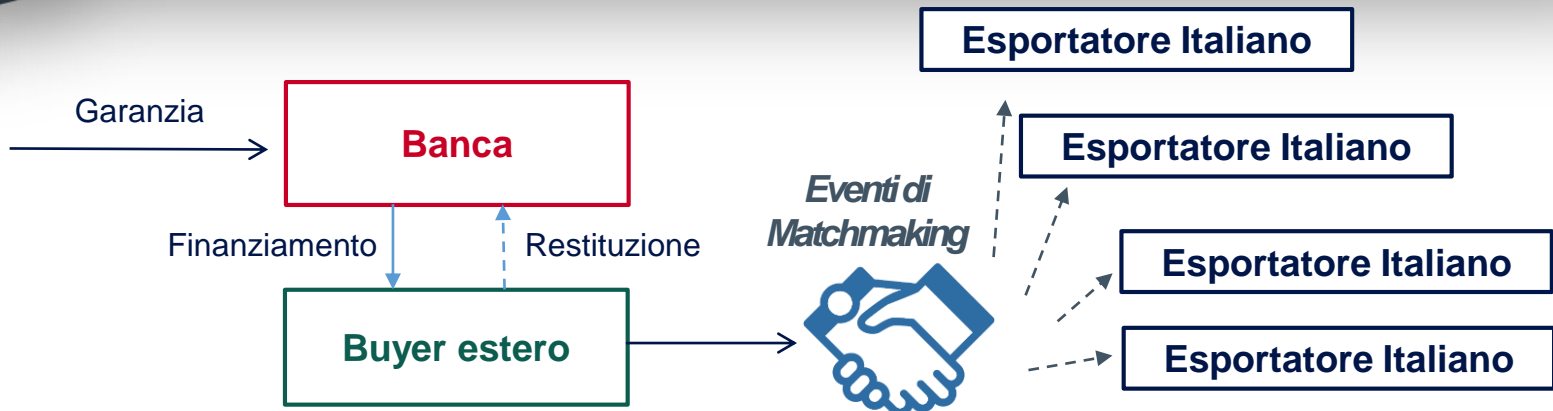 Esportatore Italiano
Garanzia
Banca
Esportatore Italiano
Eventi di
Matchmaking
Finanziamento
Restituzione
Esportatore Italiano
Buyer estero
Esportatore Italiano